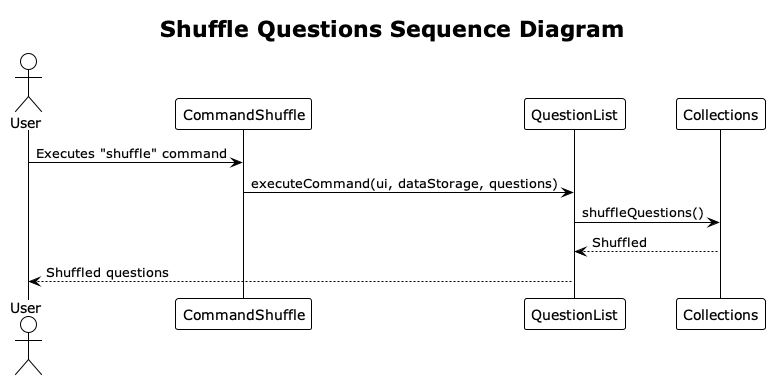 Shuffle Questions Sequence Diagram
User
CommandShuffle
QuestionList
Collections
Executes "shuffle" command
executeCommand(ui, dataStorage, questions)
shuffleQuestions()
Shuffled
Shuffled questions
User
CommandShuffle
QuestionList
Collections